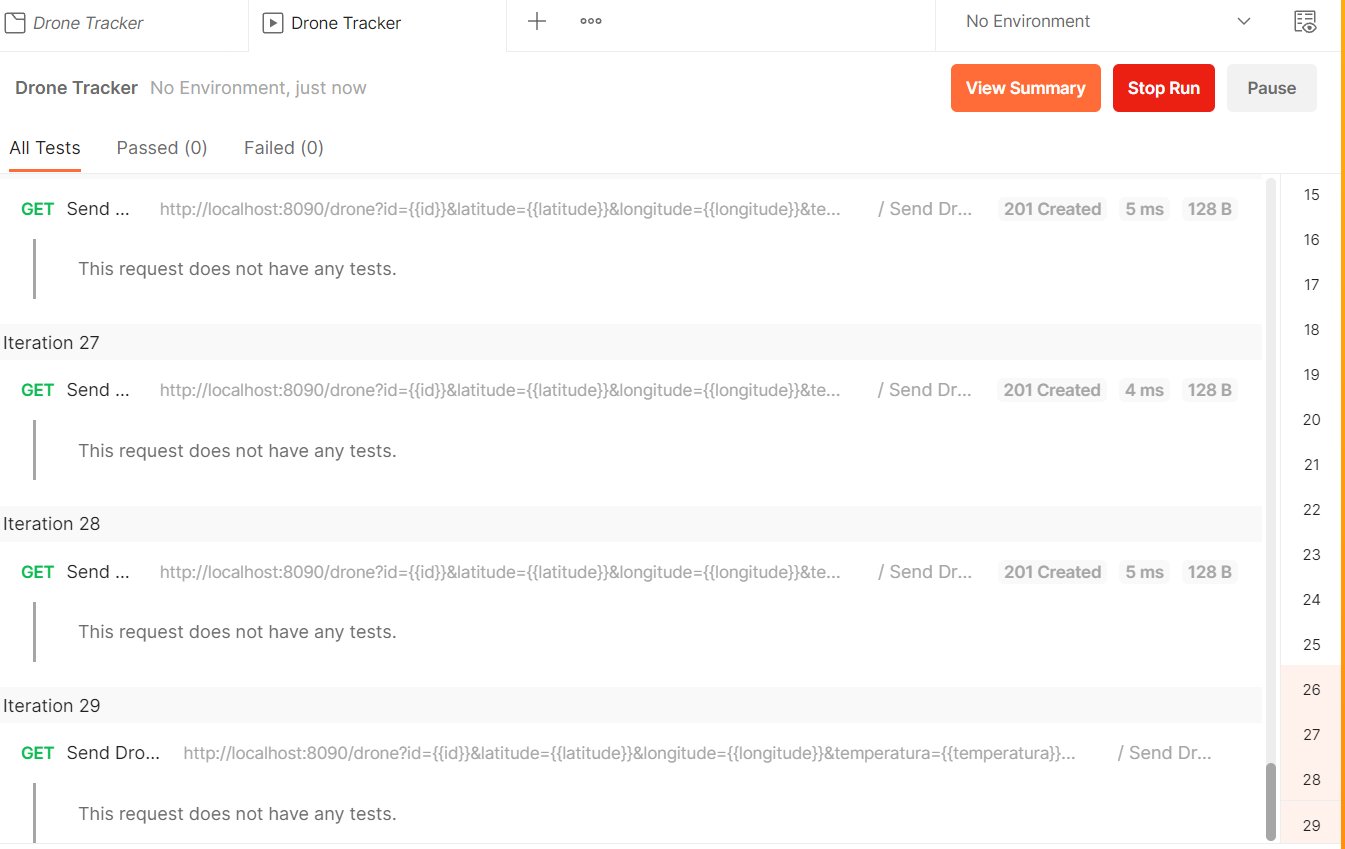 Drone Tracker
Drone Tracker
No Environment
Drone Tracker No Environment, just now
View Summary
Stop Run
Pause
All Tests Passed (0) Failed (0)
GET Send ... http://localhost:8090/drone?id={{id}}&latitude={{latitude}}&longitude={{longitude}}&te... / Send Dr... 201 Created 5 ms 128 B
This request does not have any tests.
Iteration 27
GET Send ... http://localhost:8090/drone?id={{id}}&latitude={{latitude}}&longitude={{longitude}}&te... / Send Dr... 201 Created 4 ms 128 B
This request does not have any tests.
Iteration 28
GET Send ... http://localhost:8090/drone?id={{id}}&latitude={{latitude}}&longitude={{longitude}}&te... / Send Dr... 201 Created 5 ms 128 B
This request does not have any tests.
Iteration 29
GET Send Dro... http://localhost:8090/drone?id={{id}}&latitude={{latitude}}&longitude={{longitude}}&temperatura={{temperatura}}... / Send Dr...
This request does not have any tests.
15
16
17
18
19
20
21
22
23
24
25
26
27
28
29